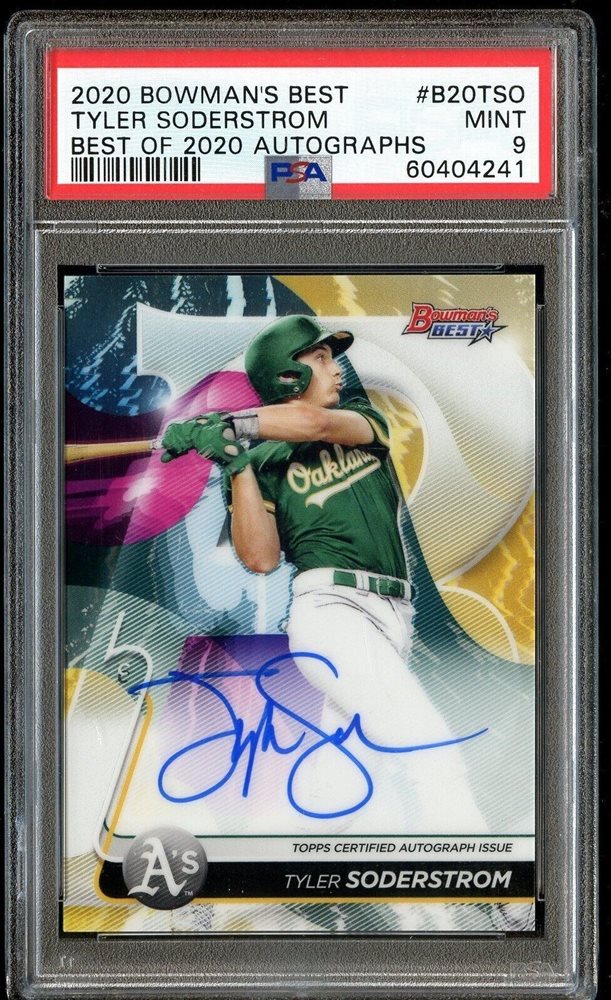 2020 BOWMAN'S BEST #B20TSO
TYLER SODERSTROM MINT
BEST OF 2020 AUTOGRAPHS 9
PSA 60404241
Bowman's
BEST
Oakland
TOPPS CERTIFIED AUTOGRAPH ISSUE
A's TM
TYLER SODERSTROM